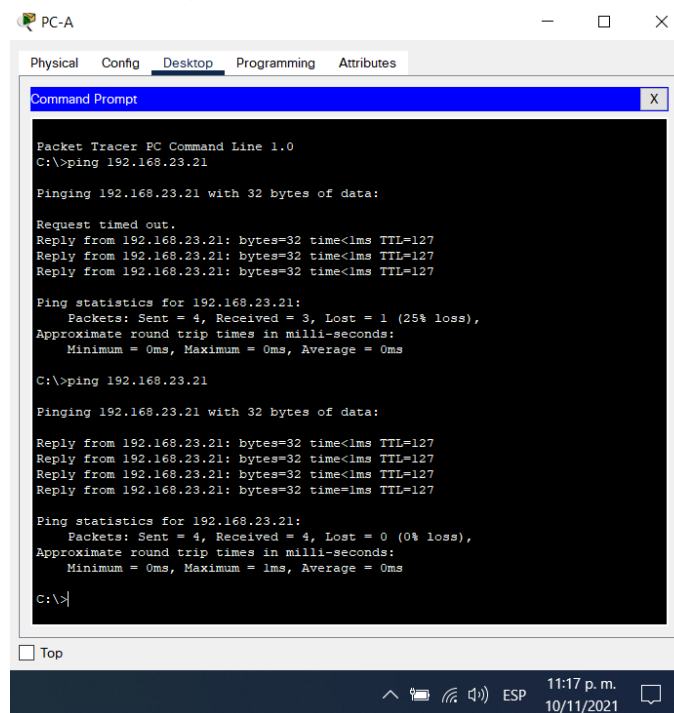 PC-A
Physical Config Desktop Programming Attributes
Command Prompt
X
Packet Tracer PC Command Line 1.0
C:\>ping 192.168.23.21
Pinging 192.168.23.21 with 32 bytes of data:
Request timed out.
Reply from 192.168.23.21: bytes=32 time<1ms TTL=127
Reply from 192.168.23.21: bytes=32 time<1ms TTL=127
Reply from 192.168.23.21: bytes=32 time<1ms TTL=127
Ping statistics for 192.168.23.21:
Packets: Sent = 4, Received = 3, Lost = 1 (25% loss),
Approximate round trip times in milli-seconds:
Minimum = 0ms, Maximum = 0ms, Average = 0ms
C:\>ping 192.168.23.21
Pinging 192.168.23.21 with 32 bytes of data:
Reply from 192.168.23.21: bytes=32 time<1ms TTL=127
Reply from 192.168.23.21: bytes=32 time<1ms TTL=127
Reply from 192.168.23.21: bytes=32 time<1ms TTL=127
Reply from 192.168.23.21: bytes=32 time=1ms TTL=127
Ping statistics for 192.168.23.21:
Packets: Sent = 4, Received = 4, Lost = 0 (0% loss),
Approximate round trip times in milli-seconds:
Minimum = 0ms, Maximum = 1ms, Average = 0ms
C:\>
Top
ESP
11:17 p. m.
10/11/2021